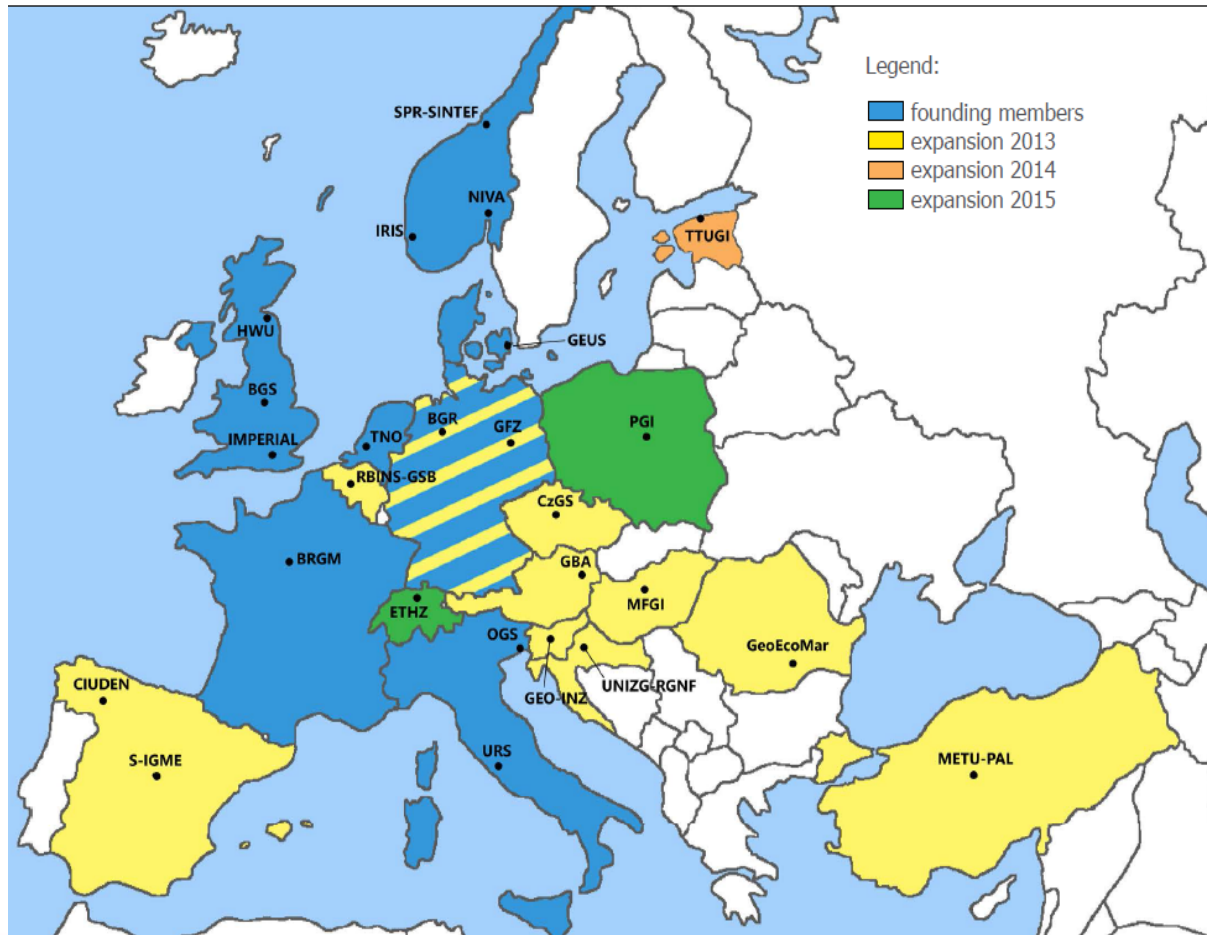 Legend:
founding members
expansion 2013
expansion 2014
expansion 2015
SPR-SINTEF
NIVA
IRIS
TTUGI
HWU
GEUS
BGS
BGR
GFZ
PGI
IMPERIAL
TNO
RBINS-GSB
CzGS
BRGM
GBA
MFGI
ETHZ
OGS
GeoEcoMar
CIUDEN
GEO-INZ
UNIZG-RGNF
S-IGME
URS
METU-PAL